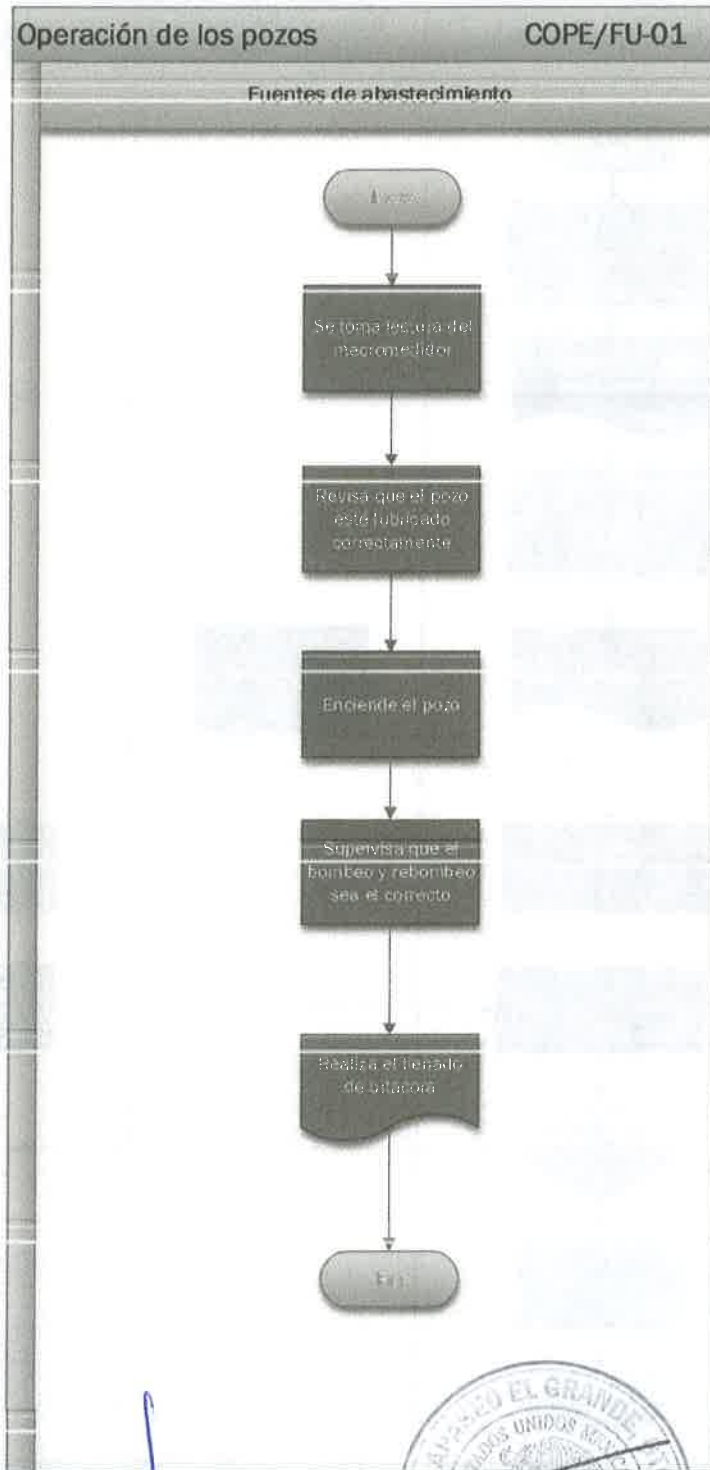 Operación de los pozos COPE/FU-01
Fuentes de abastecimiento
Se toma lectura del
macromedidor
Revisa que el pozo
este lubricado
correctamente
Enciende el pozo
Supervisa que el
bombeo y rebombeo
sea el correcto
Realiza el llenado
de bitácora
Fin
APASEO EL GRANDE
UNIDOS